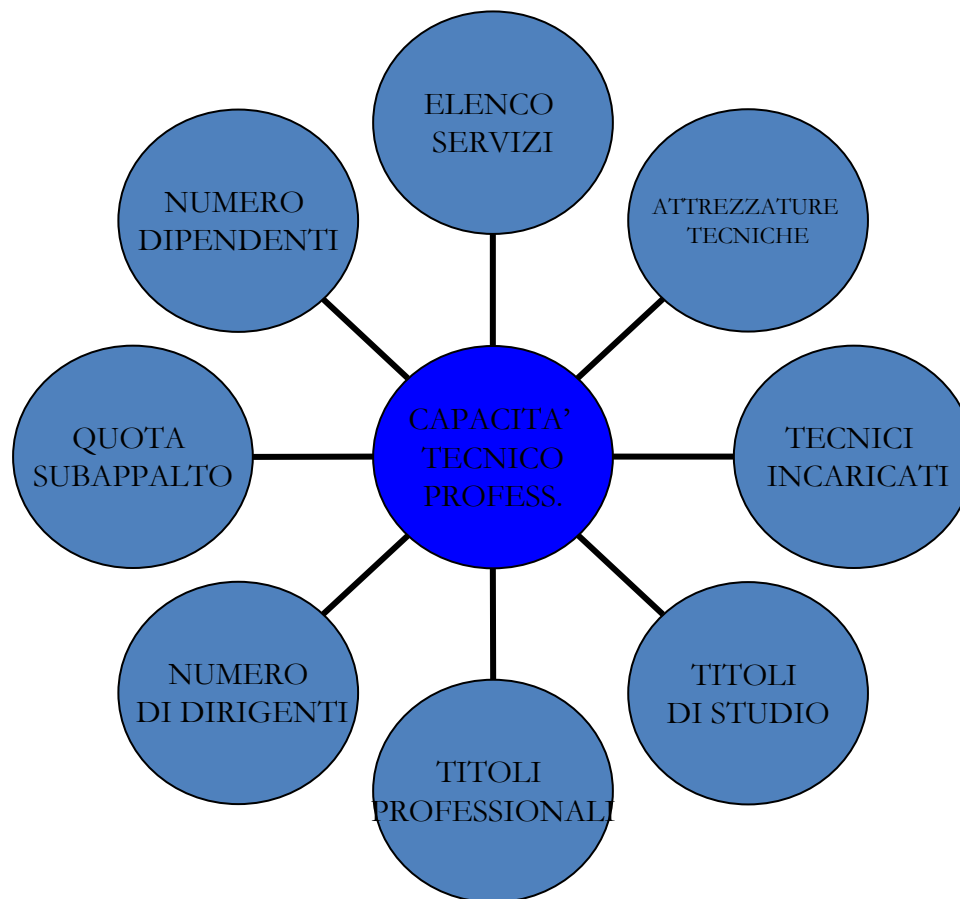 ELENCO
SERVIZI
ATTREZZATURE
TECNICHE
TECNICI
INCARICATI
TITOLI
DI STUDIO
TITOLI
PROFESSIONALI
NUMERO
DI DIRIGENTI
QUOTA
SUBAPPALTO
NUMERO
DIPENDENTI
CAPACITA’
TECNICO
PROFESS.